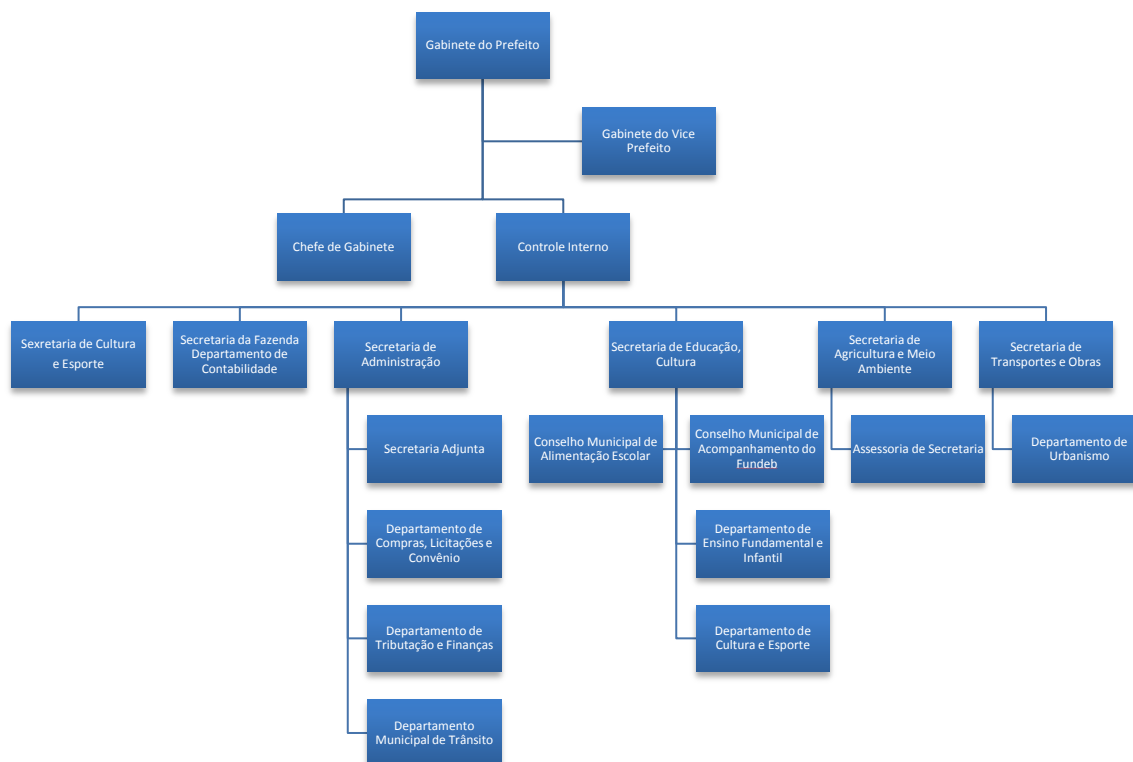 Gabinete do Prefeito
Gabinete do Vice
Prefeito
Chefe de Gabinete
Controle Interno
Sexretaria de Cultura
e Esporte
Secretaria da Fazenda
Departamento de
Contabilidade
Secretaria de
Administração
Secretaria de Educação,
Cultura
Secretaria de
Agricultura e Meio
Ambiente
Secretaria de
Transportes e Obras
Secretaria Adjunta
Conselho Municipal de
Alimentação Escolar
Conselho Municipal de
Acompanhamento do
Fundeb
Assessoria de Secretaria
Departamento de
Urbanismo
Departamento de
Compras, Licitações e
Convênio
Departamento de
Ensino Fundamental e
Infantil
Departamento de
Tributação e Finanças
Departamento de
Cultura e Esporte
Departamento
Municipal de Trânsito